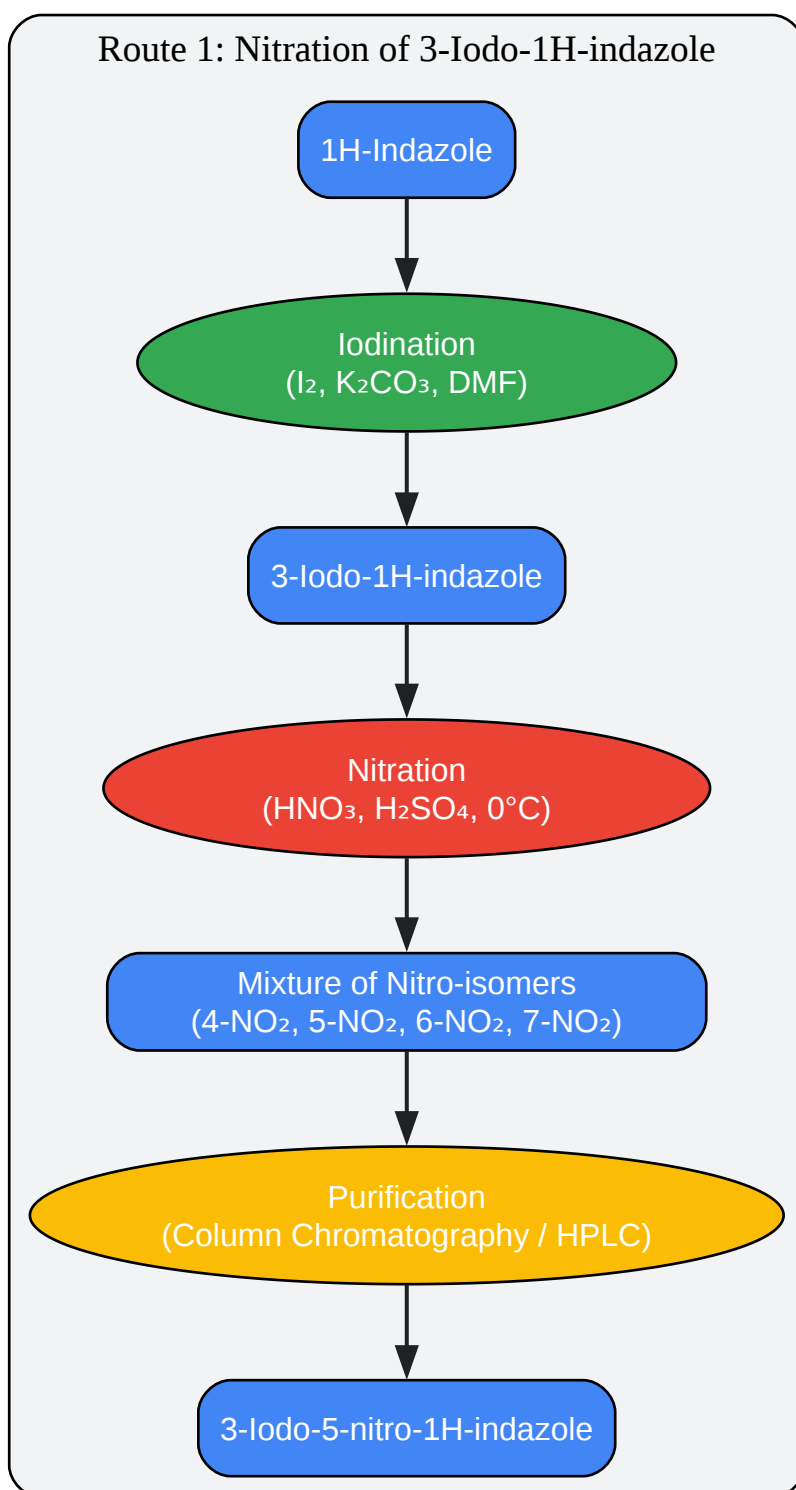 Route 1: Nitration of 3-Iodo-1H-indazole
1H-Indazole
Iodination
(I₂, K₂CO₃, DMF)
3-Iodo-1H-indazole
Nitration
(HNO₃, H₂SO₄, 0°C)
Mixture of Nitro-isomers
(4-NO₂, 5-NO₂, 6-NO₂, 7-NO₂)
Purification
(Column Chromatography / HPLC)
3-Iodo-5-nitro-1H-indazole